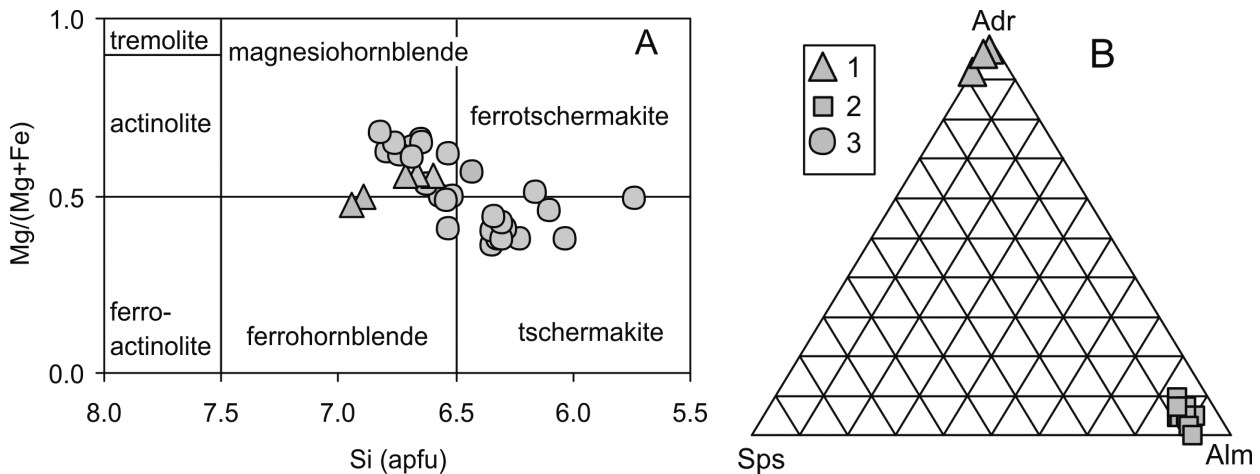 1.0
tremolite
magnesiohornblende
A
actinolite
ferrotschermakite
0.5
ferro-
actinolite
ferrohornblende
tschermakite
0.0
8.0
7.5
7.0
6.5
6.0
5.5
Si (apfu)
Mg/(Mg+Fe)
Adr
B
1
2
3
Sps
Alm